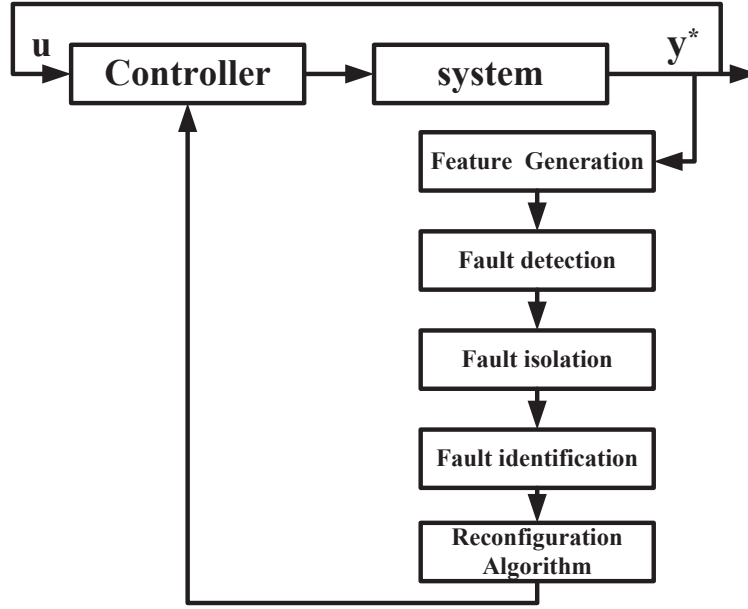 u
y*
Controller
system
Feature Generation
Fault detection
Fault isolation
Fault identification
Reconfiguration
Algorithm